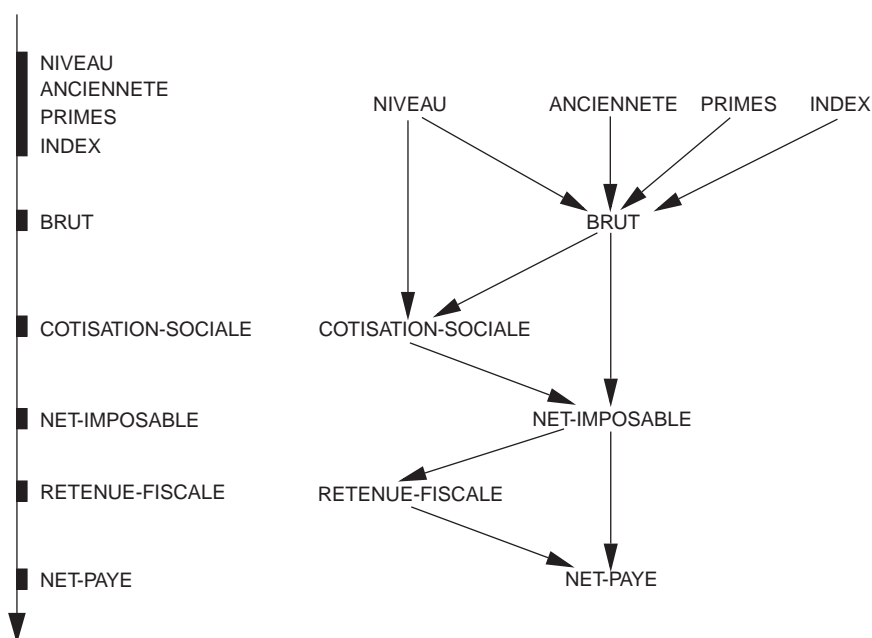 NIVEAU
ANCIENNETE
PRIMES
INDEX
BRUT
COTISATION-SOCIALE
NET-IMPOSABLE
RETENUE-FISCALE
NET-PAYE
NIVEAU ANCIENNETE PRIMES INDEX
BRUT
COTISATION-SOCIALE
NET-IMPOSABLE
RETENUE-FISCALE
NET-PAYE